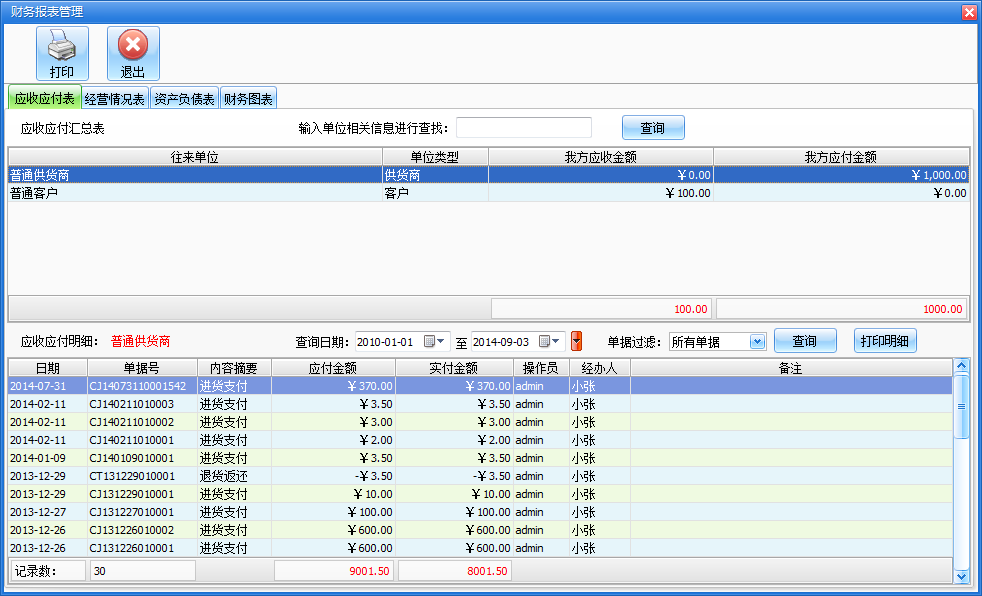 财务报表管理
打印 退出
应收应付表 经营情况表 资产负债表 财务图表
应收应付汇总表 输入单位相关信息进行查找： 查询
往来单位 单位类型 我方应收金额 我方应付金额
普通供货商 供货商 ￥0.00 ￥1,000.00
普通客户 客户 ￥100.00 ￥0.00
100.00 1000.00
应收应付明细： 普通供货商 查询日期： 2010-01-01 至 2014-09-03 单据过滤： 所有单据 查询 打印明细
日期 单据号 内容摘要 应付金额 实付金额 操作员 经办人 备注
2014-07-31 CJ14073110001542 进货支付 ￥370.00 ￥370.00 admin 小张
2014-02-11 CJ140211010003 进货支付 ￥3.50 ￥3.50 admin 小张
2014-02-11 CJ140211010002 进货支付 ￥3.00 ￥3.00 admin 小张
2014-02-11 CJ140211010001 进货支付 ￥2.00 ￥2.00 admin 小张
2014-01-09 CJ140109010001 进货支付 ￥3.50 ￥3.50 admin 小张
2013-12-29 CT131229010001 退货返还 -￥3.50 -￥3.50 admin 小张
2013-12-29 CJ131229010001 进货支付 ￥10.00 ￥10.00 admin 小张
2013-12-27 CJ131227010001 进货支付 ￥100.00 ￥100.00 admin 小张
2013-12-26 CJ131226010002 进货支付 ￥600.00 ￥600.00 admin 小张
2013-12-26 CJ131226010001 进货支付 ￥600.00 ￥600.00 admin 小张
记录数： 30 9001.50 8001.50